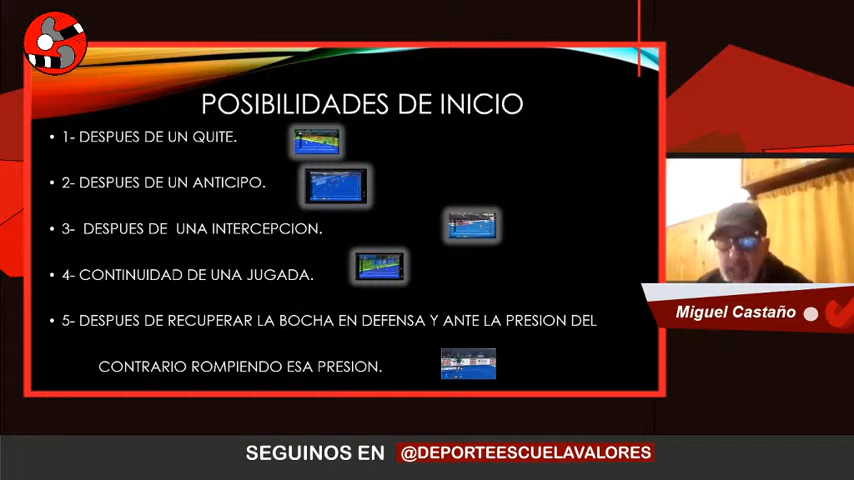 POSIBILIDADES DE INICIO
• 1- DESPUES DE UN QUITE.
• 2- DESPUES DE UN ANTICIPO.
• 3- DESPUES DE UNA INTERCEPCION.
• 4- CONTINUIDAD DE UNA JUGADA.
• 5- DESPUES DE RECUPERAR LA BOCHA EN DEFENSA Y ANTE LA PRESION DEL
CONTRARIO ROMPIENDO ESA PRESION.
Miguel Castaño
SEGUINOS EN @DEPORTEESCUELAVALORES